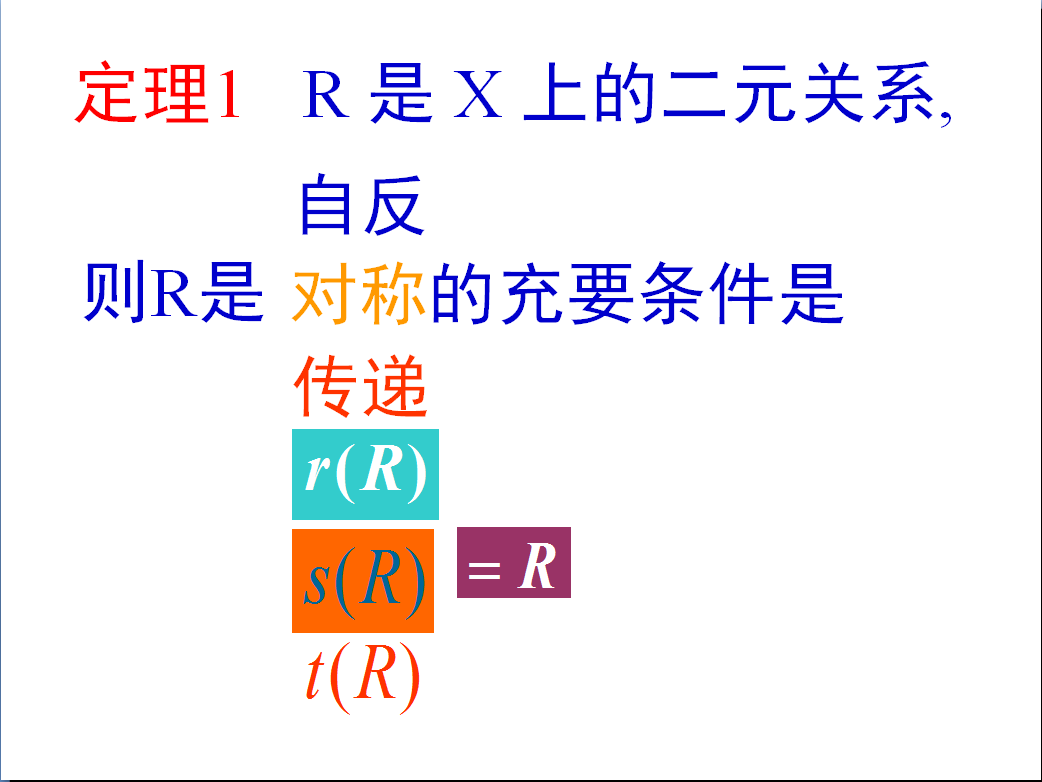 定理1 R 是 X 上的二元关系,
自反
则R是 对称的充要条件是
传递
r(R)
s(R) = R
t(R)